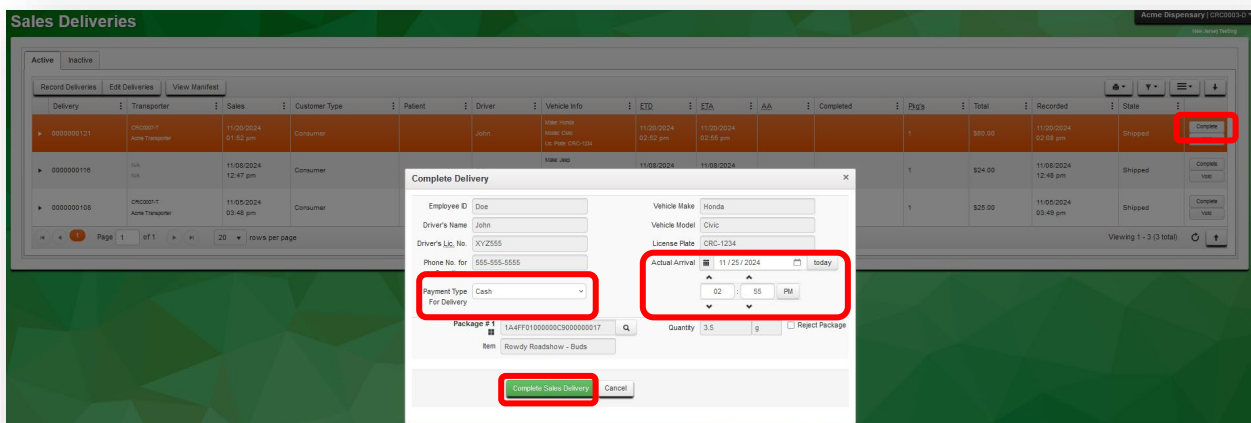 Sales Deliveries
Acme Dispensary | CRC0003-D
New Jersey Testing
Active Inactive
Record Deliveries Edit Deliveries View Manifest
Delivery Transporter Sales Customer Type Patient Driver Vehicle Info ETD ETA AA Completed Pkg's Total Recorded State
0000000121 CRC0007-T Acme Transporter 11/20/2024 01:52 pm Consumer John Make: Honda Model: Civic Lic. Plate: CRC-1234 11/20/2024 02:52 pm 11/20/2024 02:55 pm 1 $80.00 11/20/2024 02:08 pm Shipped Complete
0000000116 N/A N/A 11/08/2024 12:47 pm Consumer Make: Jeep 11/08/2024 11/08/2024 1 $24.00 11/08/2024 12:48 pm Shipped Complete Void
0000000108 CRC0007-T Acme Transporter 11/05/2024 03:48 pm Consumer 1 $25.00 11/05/2024 03:49 pm Shipped Complete Void
1 Page 1 of 1 20 rows per page Viewing 1 - 3 (3 total)
Complete Delivery ×
Employee ID Doe Vehicle Make Honda
Driver's Name John Vehicle Model Civic
Driver's Lic. No. XYZ555 License Plate CRC-1234
Phone No. for 555-555-5555 Actual Arrival 11/25/2024 today
Payment Type For Delivery Cash 02 : 55 PM
Package # 1 1A4FF01000000C9000000017 Quantity 3.5 g Reject Package
Item Rowdy Roadshow - Buds
Complete Sales Delivery Cancel